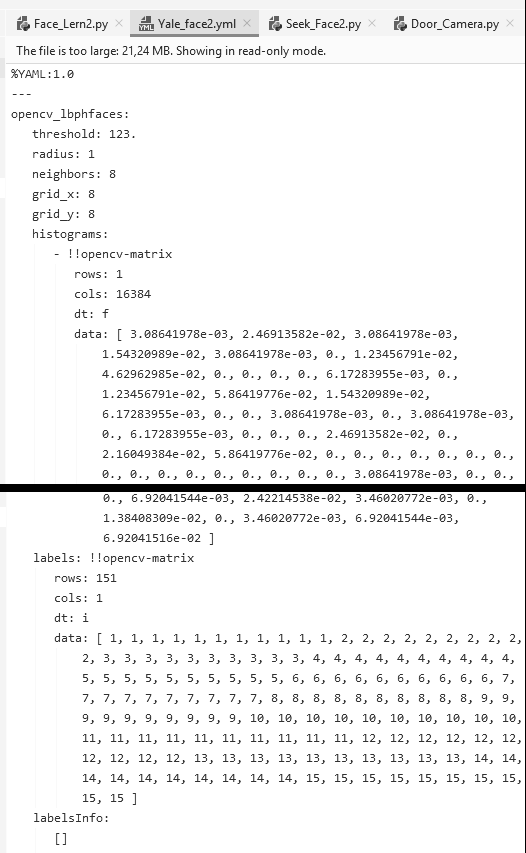 Face_Lern2.py × Yale_face2.yml × Seek_Face2.py × Door_Camera.py ×
The file is too large: 21,24 MB. Showing in read-only mode.
%YAML:1.0
---
opencv_lbphfaces:
threshold: 123.
radius: 1
neighbors: 8
grid_x: 8
grid_y: 8
histograms:
- !!opencv-matrix
rows: 1
cols: 16384
dt: f
data: [ 3.08641978e-03, 2.46913582e-02, 3.08641978e-03,
1.54320989e-02, 3.08641978e-03, 0., 1.23456791e-02,
4.62962985e-02, 0., 0., 0., 0., 6.17283955e-03, 0.,
1.23456791e-02, 5.86419776e-02, 1.54320989e-02,
6.17283955e-03, 0., 0., 3.08641978e-03, 0., 3.08641978e-03,
0., 6.17283955e-03, 0., 0., 0., 2.46913582e-02, 0.,
2.16049384e-02, 5.86419776e-02, 0., 0., 0., 0., 0., 0., 0.,
0., 0., 0., 0., 0., 0., 0., 0., 0., 3.08641978e-03, 0., 0.,
0., 6.92041544e-03, 2.42214538e-02, 3.46020772e-03, 0.,
1.38408309e-02, 0., 3.46020772e-03, 6.92041544e-03,
6.92041516e-02 ]
labels: !!opencv-matrix
rows: 151
cols: 1
dt: i
data: [ 1, 1, 1, 1, 1, 1, 1, 1, 1, 1, 1, 2, 2, 2, 2, 2, 2, 2, 2, 2,
2, 3, 3, 3, 3, 3, 3, 3, 3, 3, 3, 4, 4, 4, 4, 4, 4, 4, 4, 4, 4,
5, 5, 5, 5, 5, 5, 5, 5, 5, 5, 6, 6, 6, 6, 6, 6, 6, 6, 6, 6, 7,
7, 7, 7, 7, 7, 7, 7, 7, 7, 8, 8, 8, 8, 8, 8, 8, 8, 8, 8, 9, 9,
9, 9, 9, 9, 9, 9, 9, 9, 10, 10, 10, 10, 10, 10, 10, 10, 10, 10,
11, 11, 11, 11, 11, 11, 11, 11, 11, 11, 12, 12, 12, 12, 12, 12,
12, 12, 12, 12, 13, 13, 13, 13, 13, 13, 13, 13, 13, 13, 14, 14,
14, 14, 14, 14, 14, 14, 14, 14, 15, 15, 15, 15, 15, 15, 15, 15,
15, 15 ]
labelsInfo:
[]